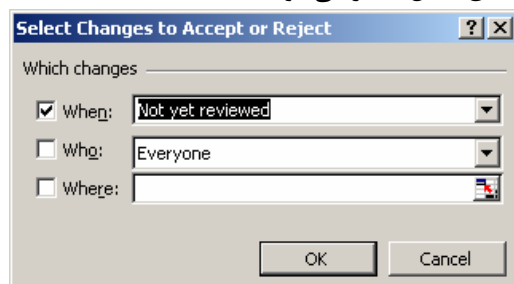 Select Changes to Accept or Reject
Which changes
When: Not yet reviewed
Who: Everyone
Where:
OK Cancel